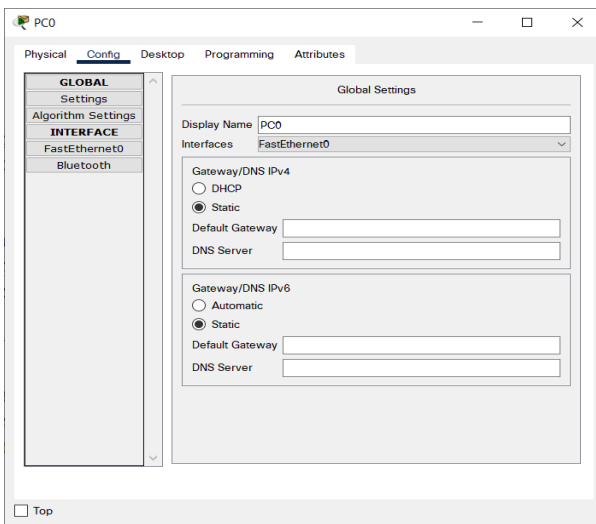 PC0
Physical Config Desktop Programming Attributes
GLOBAL
Settings
Algorithm Settings
INTERFACE
FastEthernet0
Bluetooth
Global Settings
Display Name PC0
Interfaces FastEthernet0
Gateway/DNS IPv4
DHCP
Static
Default Gateway
DNS Server
Gateway/DNS IPv6
Automatic
Static
Default Gateway
DNS Server
Top